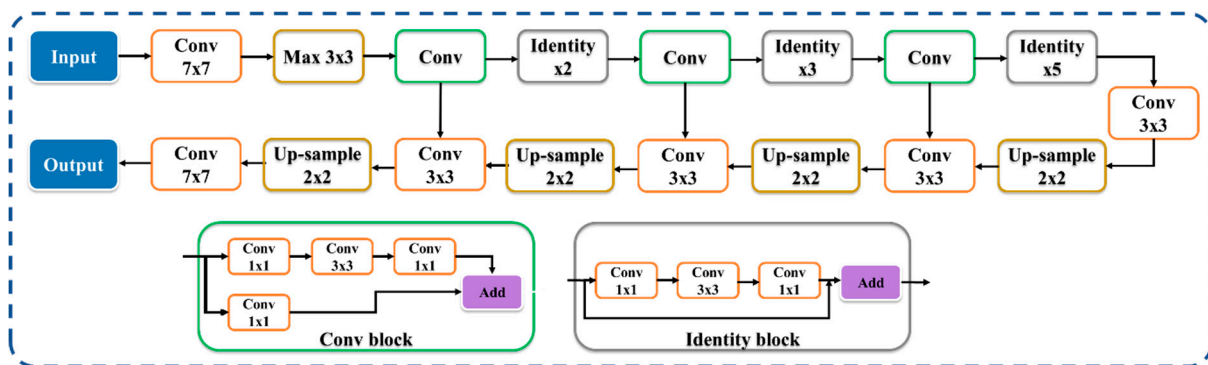 Input
Conv
7x7
Max 3x3
Conv
Identity
x2
Conv
Identity
x3
Conv
Identity
x5
Conv
3x3
Output
Conv
7x7
Up-sample
2x2
Conv
3x3
Up-sample
2x2
Conv
3x3
Up-sample
2x2
Conv
3x3
Up-sample
2x2
Conv
1x1
Conv
3x3
Conv
1x1
Conv
1x1
Add
Conv block
Conv
1x1
Conv
3x3
Conv
1x1
Add
Identity block